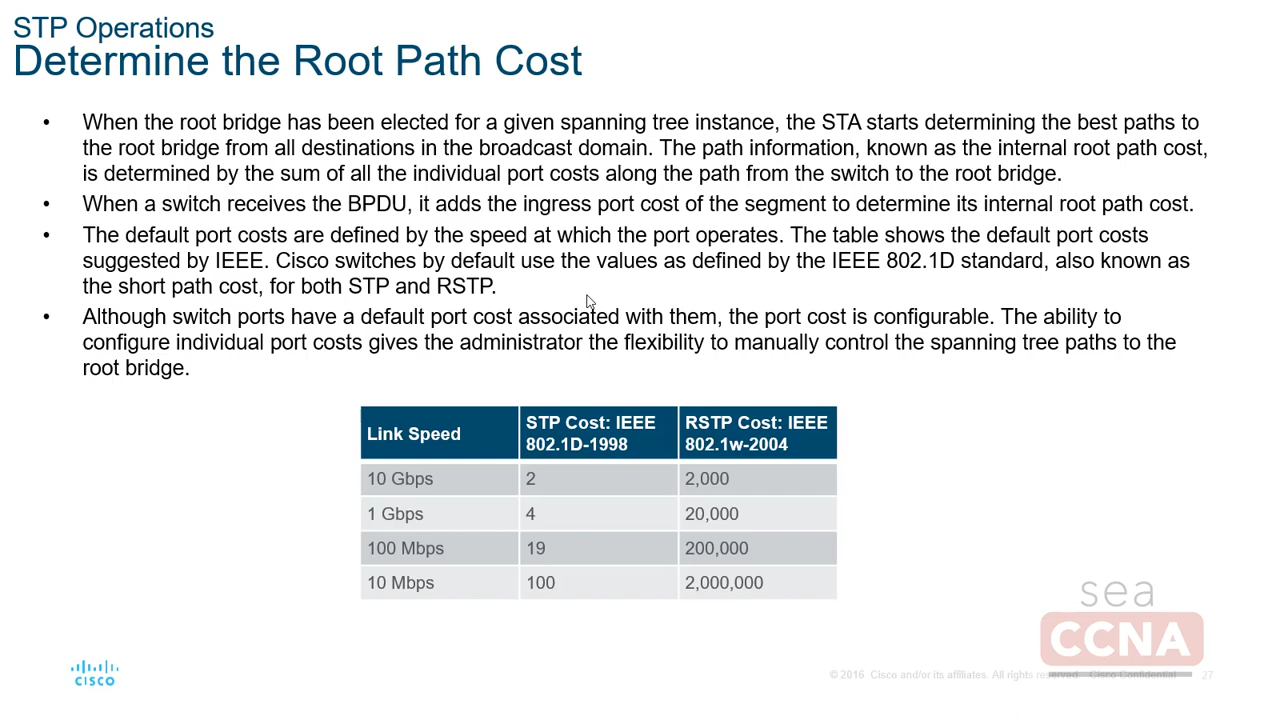 STP Operations
Determine the Root Path Cost
• When the root bridge has been elected for a given spanning tree instance, the STA starts determining the best paths to
the root bridge from all destinations in the broadcast domain. The path information, known as the internal root path cost,
is determined by the sum of all the individual port costs along the path from the switch to the root bridge.
• When a switch receives the BPDU, it adds the ingress port cost of the segment to determine its internal root path cost.
• The default port costs are defined by the speed at which the port operates. The table shows the default port costs
suggested by IEEE. Cisco switches by default use the values as defined by the IEEE 802.1D standard, also known as
the short path cost, for both STP and RSTP.
• Although switch ports have a default port cost associated with them, the port cost is configurable. The ability to
configure individual port costs gives the administrator the flexibility to manually control the spanning tree paths to the
root bridge.
Link Speed STP Cost: IEEE 802.1D-1998 RSTP Cost: IEEE 802.1w-2004
10 Gbps 2 2,000
1 Gbps 4 20,000
100 Mbps 19 200,000
10 Mbps 100 2,000,000
sea
CCNA
CISCO
© 2016 Cisco and/or its affiliates. All rights reserved. Cisco Confidential 27